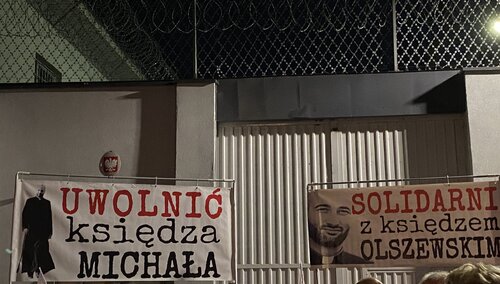 UWOLNIĆ
księdza
MICHAŁA
SOLIDARNI
z księdzem
OLSZEWSKIM